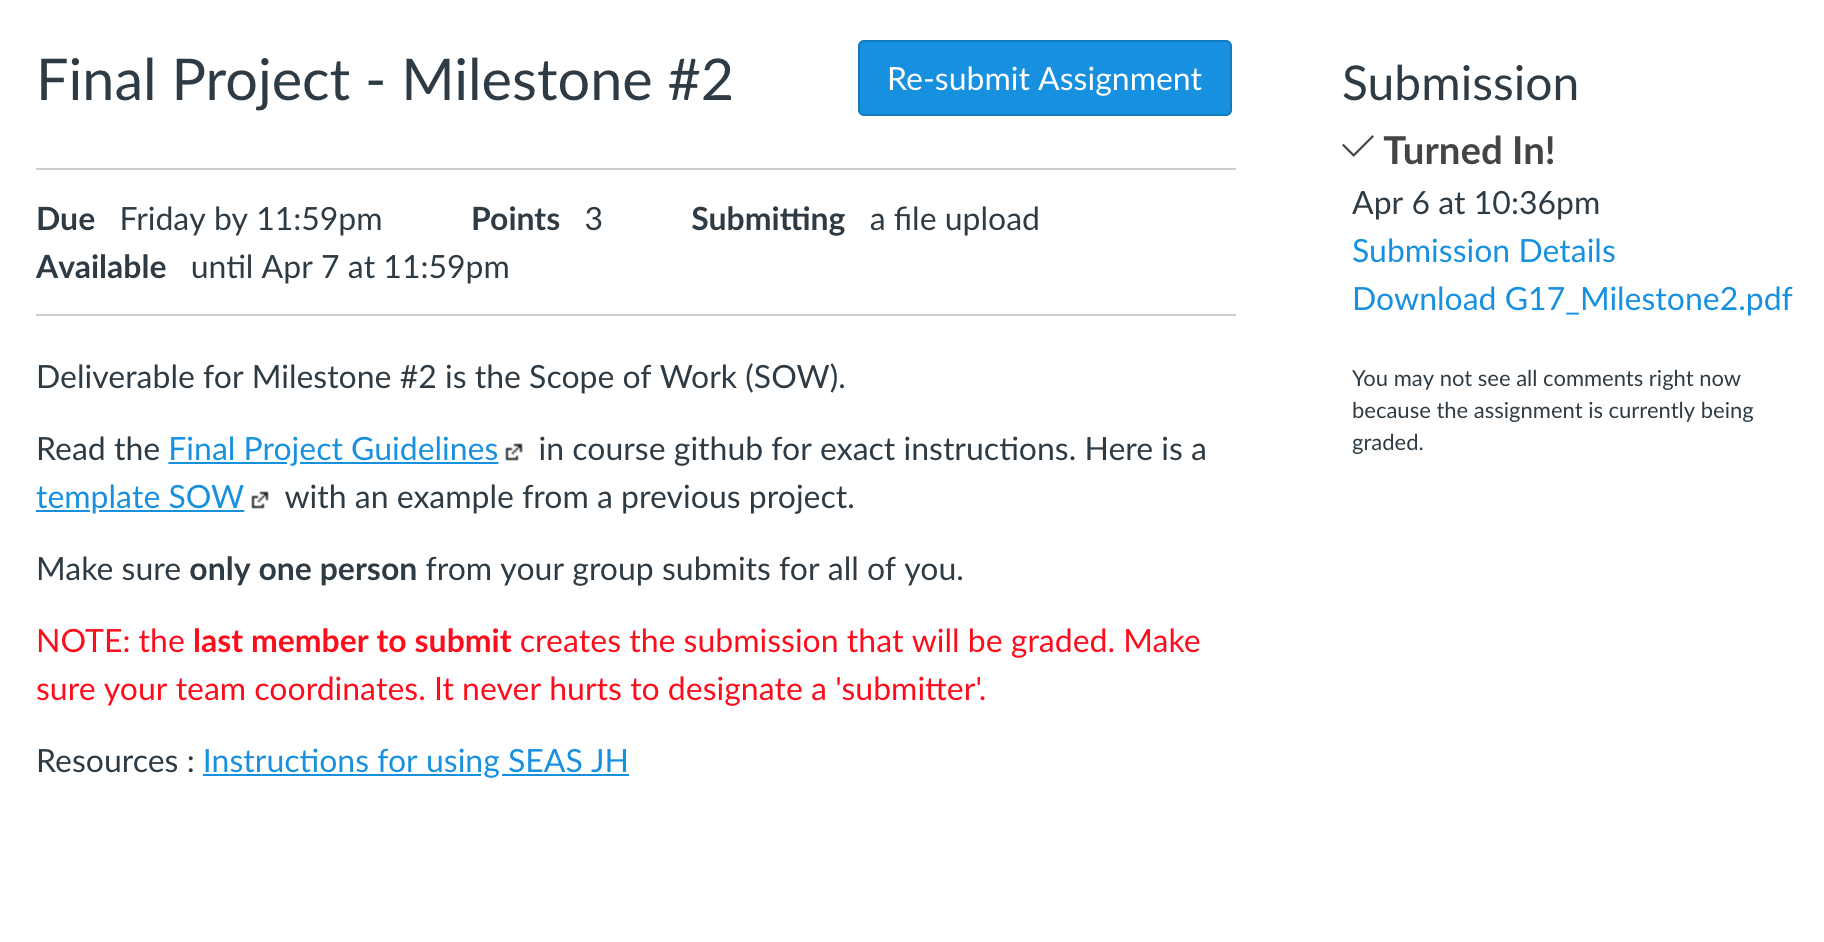 Final Project - Milestone #2
Re-submit Assignment
Due Friday by 11:59pm Points 3 Submitting a file upload
Available until Apr 7 at 11:59pm
Deliverable for Milestone #2 is the Scope of Work (SOW).
Read the Final Project Guidelines in course github for exact instructions. Here is a
template SOW with an example from a previous project.
Make sure only one person from your group submits for all of you.
NOTE: the last member to submit creates the submission that will be graded. Make
sure your team coordinates. It never hurts to designate a 'submitter'.
Resources : Instructions for using SEAS JH
Submission
Turned In!
Apr 6 at 10:36pm
Submission Details
Download G17_Milestone2.pdf
You may not see all comments right now
because the assignment is currently being
graded.